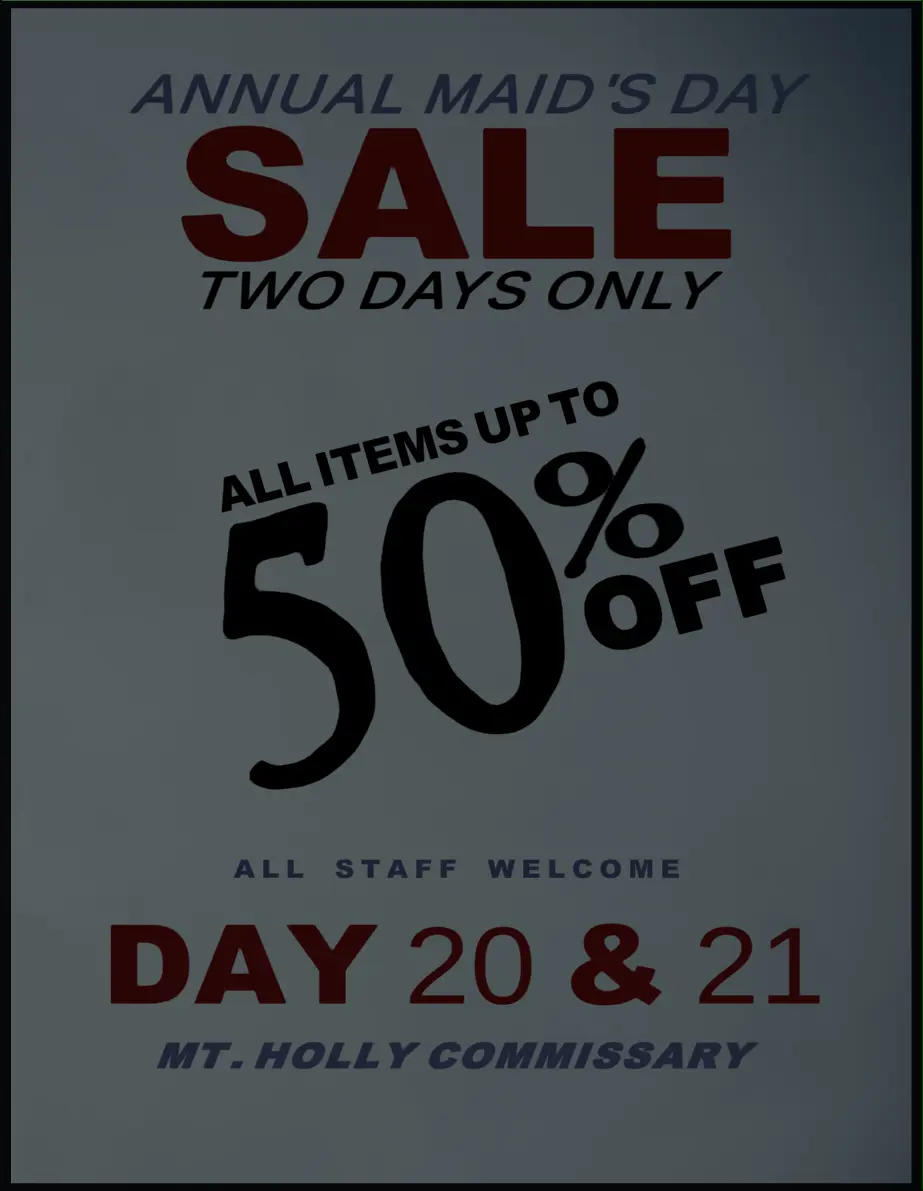 ANNUAL MAID'S DAY
SALE
TWO DAYS ONLY
ALL ITEMS UP TO
50%
OFF
ALL STAFF WELCOME
DAY 20 & 21
MT. HOLLY COMMISSARY